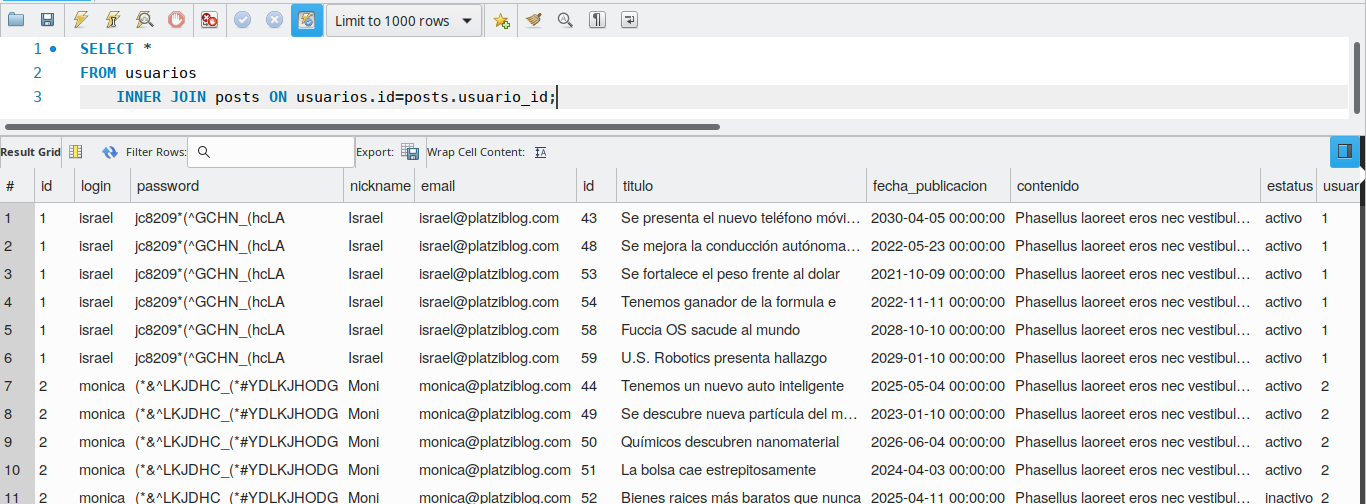 Limit to 1000 rows
1 SELECT *
2 FROM usuarios
3 INNER JOIN posts ON usuarios.id=posts.usuario_id;
Result Grid Filter Rows: Export: Wrap Cell Content:
# id login password nickname email id titulo fecha_publicacion contenido estatus usuar
1 1 israel jc8209*(^GCHN_(hcLA Israel israel@platziblog.com 43 Se presenta el nuevo teléfono móvi... 2030-04-05 00:00:00 Phasellus laoreet eros nec vestibul... activo 1
2 1 israel jc8209*(^GCHN_(hcLA Israel israel@platziblog.com 48 Se mejora la conducción autónoma... 2022-05-23 00:00:00 Phasellus laoreet eros nec vestibul... activo 1
3 1 israel jc8209*(^GCHN_(hcLA Israel israel@platziblog.com 53 Se fortalece el peso frente al dolar 2021-10-09 00:00:00 Phasellus laoreet eros nec vestibul... activo 1
4 1 israel jc8209*(^GCHN_(hcLA Israel israel@platziblog.com 54 Tenemos ganador de la formula e 2022-11-11 00:00:00 Phasellus laoreet eros nec vestibul... activo 1
5 1 israel jc8209*(^GCHN_(hcLA Israel israel@platziblog.com 58 Fuccia OS sacude al mundo 2028-10-10 00:00:00 Phasellus laoreet eros nec vestibul... activo 1
6 1 israel jc8209*(^GCHN_(hcLA Israel israel@platziblog.com 59 U.S. Robotics presenta hallazgo 2029-01-10 00:00:00 Phasellus laoreet eros nec vestibul... activo 1
7 2 monica (*&^LKJDHC_(*#YDLKJHODG Moni monica@platziblog.com 44 Tenemos un nuevo auto inteligente 2025-05-04 00:00:00 Phasellus laoreet eros nec vestibul... activo 2
8 2 monica (*&^LKJDHC_(*#YDLKJHODG Moni monica@platziblog.com 49 Se descubre nueva partícula del m... 2023-01-10 00:00:00 Phasellus laoreet eros nec vestibul... activo 2
9 2 monica (*&^LKJDHC_(*#YDLKJHODG Moni monica@platziblog.com 50 Químicos descubren nanomaterial 2026-06-04 00:00:00 Phasellus laoreet eros nec vestibul... activo 2
10 2 monica (*&^LKJDHC_(*#YDLKJHODG Moni monica@platziblog.com 51 La bolsa cae estrepitosamente 2024-04-03 00:00:00 Phasellus laoreet eros nec vestibul... activo 2
11 2 monica (*&^LKJDHC_(*#YDLKJHODG Moni monica@platziblog.com 52 Bienes raices más baratos que nunca 2025-04-11 00:00:00 Phasellus laoreet eros nec vestibul... inactivo 2